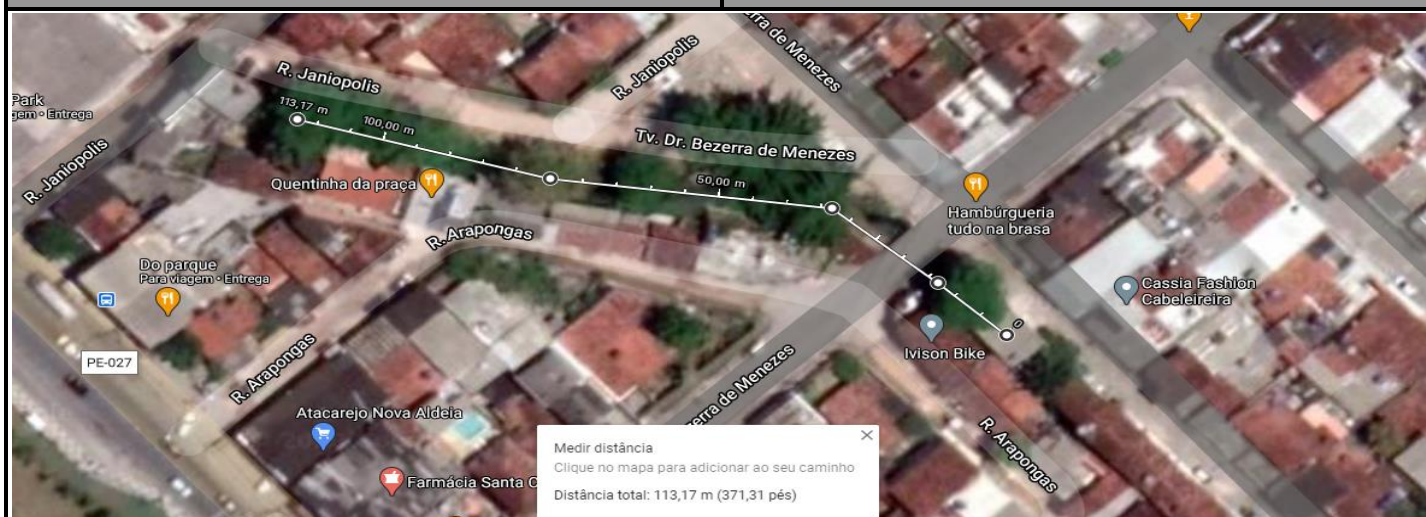 erra de Menezes
R. Janiopolis
R. Janiopolis
Park
gem • Entrega
113,17 m
100,00 m
Tv. Dr. Bezerra de Menezes
R. Janiopolis
Quentinha da praça
50,00 m
Hambúrgueria
tudo na brasa
R. Arapongas
Do parque
Para viagem • Entrega
Cassia Fashion
Cabeleireira
0
Ivison Bike
PE-027
R. Arapongas
zerra de Menezes
Atacarejo Nova Aldeia
R. Arapongas
Farmácia Santa C
Medir distância
Clique no mapa para adicionar ao seu caminho
Distância total: 113,17 m (371,31 pés)